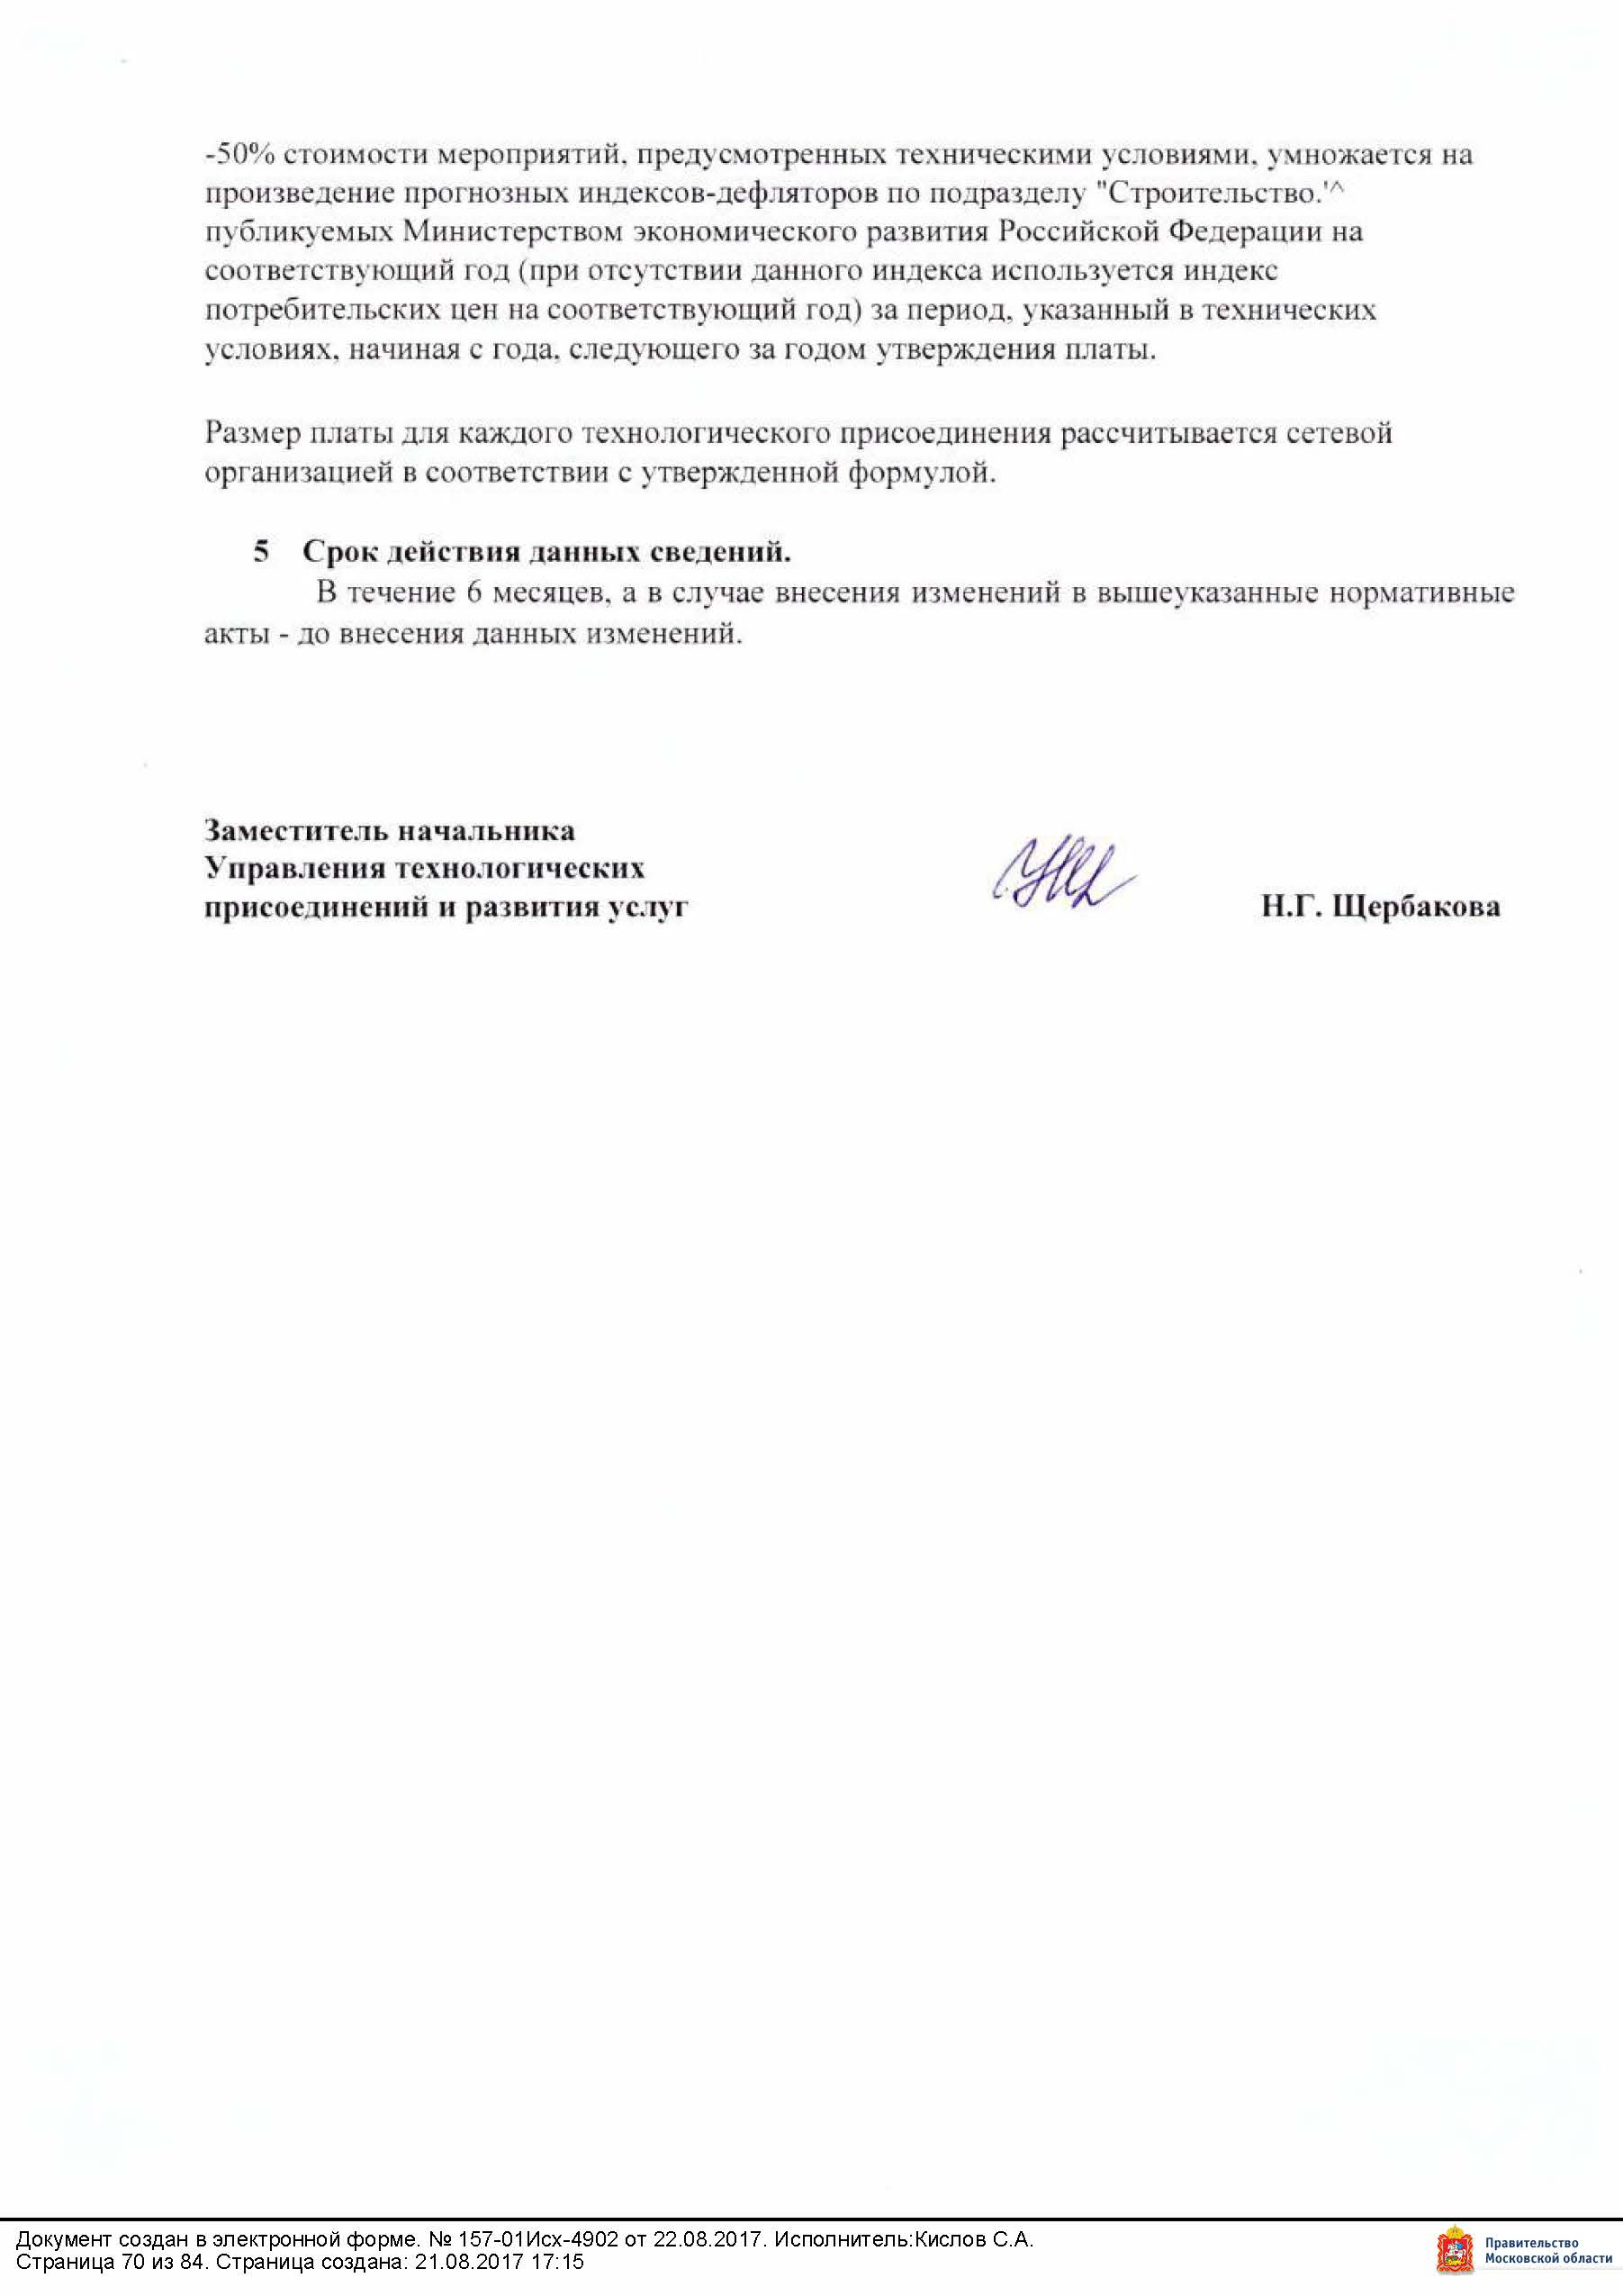 -50% стоимости мероприятий, предусмотренных техническими условиями, умножается на
произведение прогнозных индексов-дефляторов по подразделу "Строительство.'^
публикуемых Министерством экономического развития Российской Федерации на
соответствующий год (при отсутствии данного индекса используется индекс
потребительских цен на соответствующий год) за период, указанный в технических
условиях, начиная с года, следующего за годом утверждения платы.
Размер платы для каждого технологического присоединения рассчитывается сетевой
организацией в соответствии с утвержденной формулой.
5 Срок действия данных сведений.
В течение 6 месяцев, а в случае внесения изменений в вышеуказанные нормативные
акты - до внесения данных изменений.
Заместитель начальника
Управления технологических
присоединений и развития услуг
Н.Г. Щербакова
Документ создан в электронной форме. № 157-01Исх-4902 от 22.08.2017. Исполнитель:Кислов С.А.
Страница 70 из 84. Страница создана: 21.08.2017 17:15
Правительство
Московской области